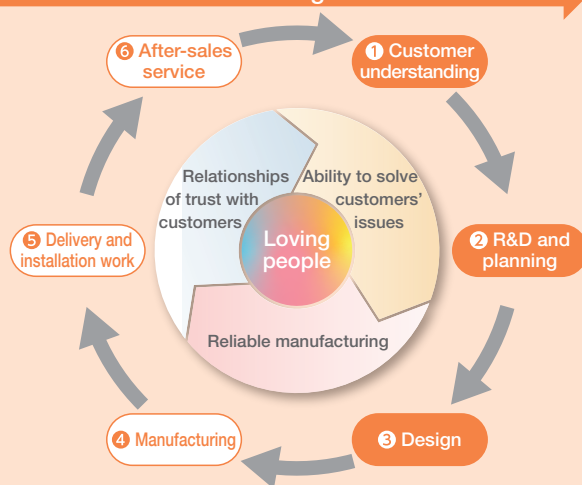 ❶ Customer
understanding
❷ R&D and
planning
❸ Design
❹ Manufacturing
❺ Delivery and
installation work
❻ After-sales
service
Relationships
of trust with
customers
Ability to solve
customers’
issues
Loving
people
Reliable manufacturing